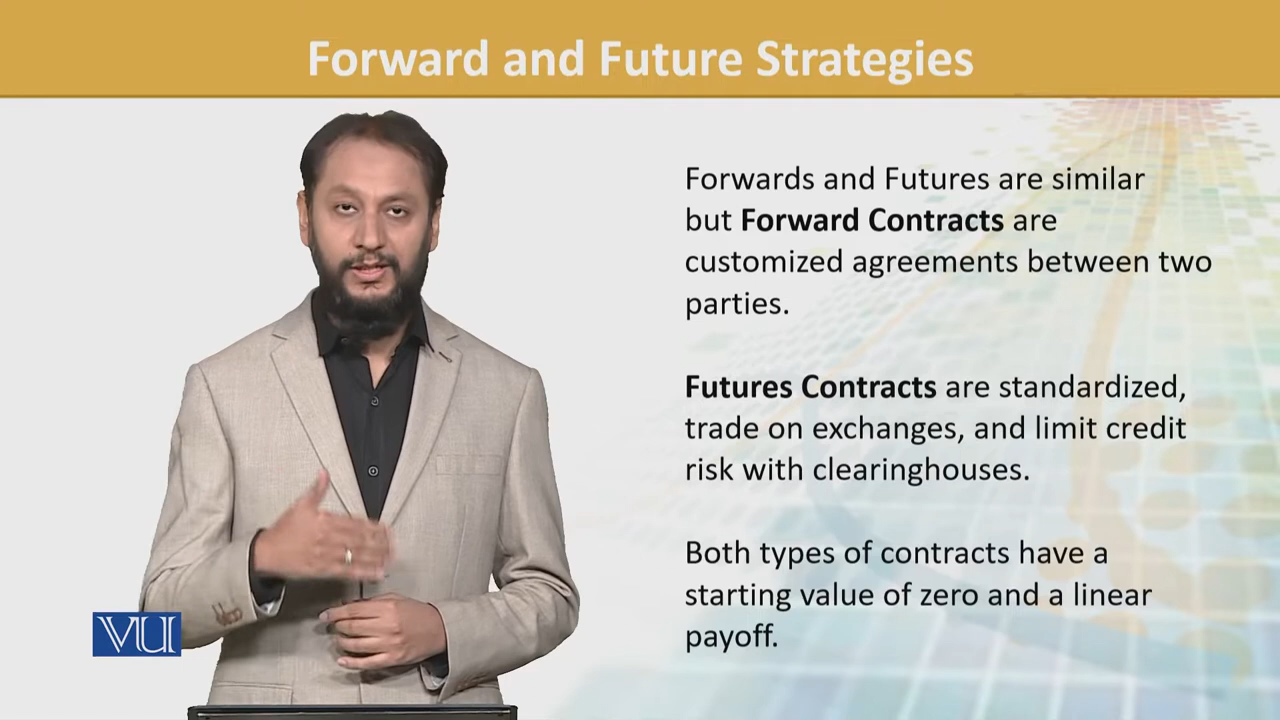 Forward and Future Strategies
Forwards and Futures are similar
but Forward Contracts are
customized agreements between two
parties.
Futures Contracts are standardized,
trade on exchanges, and limit credit
risk with clearinghouses.
Both types of contracts have a
starting value of zero and a linear
payoff.
VU